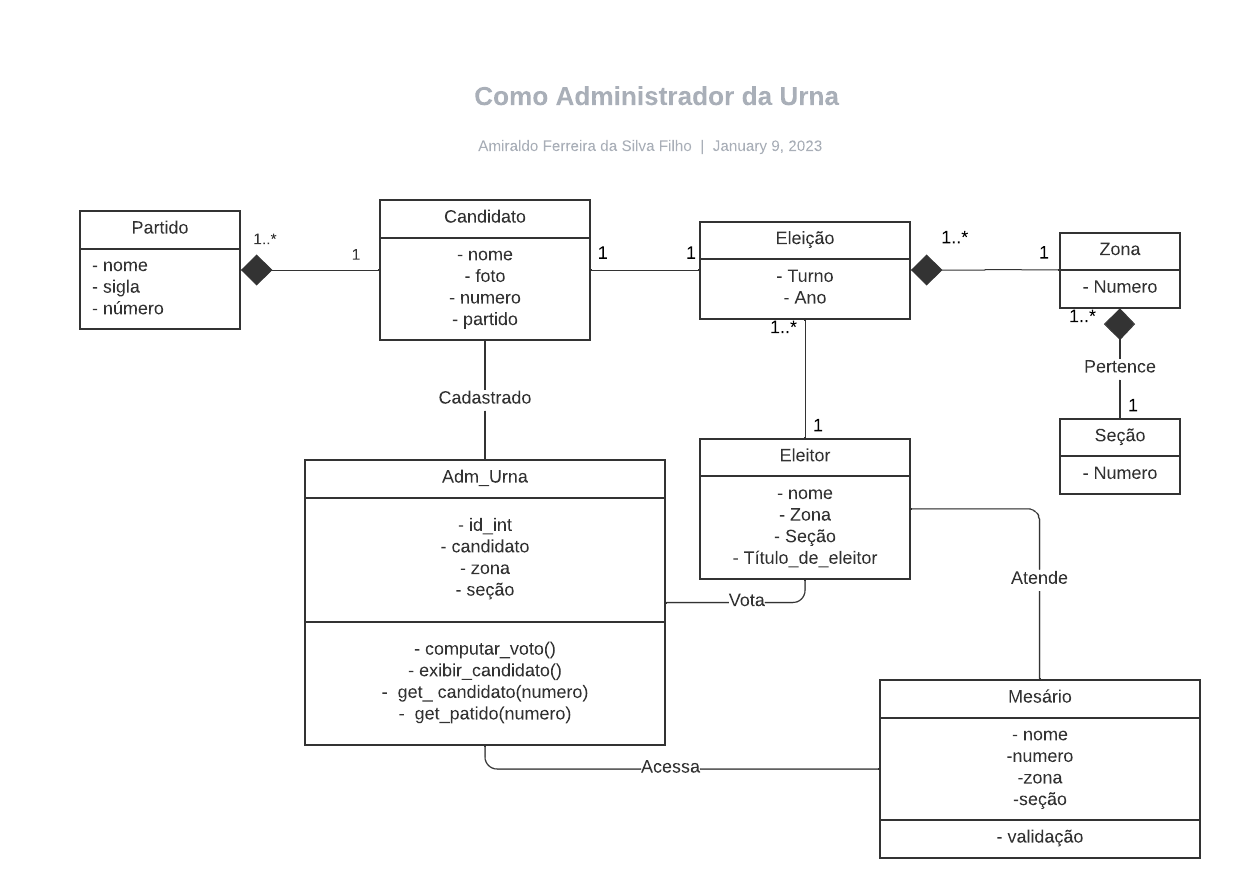 Como Administrador da Urna
Amiraldo Ferreira da Silva Filho | January 9, 2023
Partido
- nome
- sigla
- número
1..*
1
Candidato
- nome
- foto
- numero
- partido
1
1
Eleição
- Turno
- Ano
1..*
1
Zona
- Numero
1..*
Pertence
1
Seção
- Numero
1..*
1
Cadastrado
Adm_Urna
- id_int
- candidato
- zona
- seção
- computar_voto()
- exibir_candidato()
- get_ candidato(numero)
- get_patido(numero)
Eleitor
- nome
- Zona
- Seção
- Título_de_eleitor
Vota
Atende
Acessa
Mesário
- nome
-numero
-zona
-seção
- validação